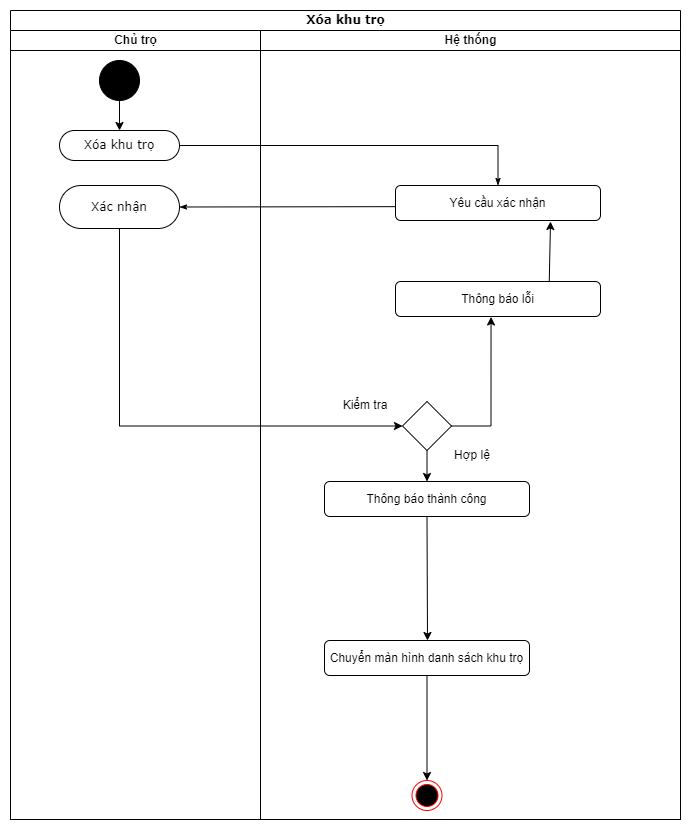 Xóa khu trọ
Chủ trọ
Hệ thống
Xóa khu trọ
Xác nhận
Yêu cầu xác nhận
Thông báo lỗi
Kiểm tra
Hợp lệ
Thông báo thành công
Chuyển màn hình danh sách khu trọ